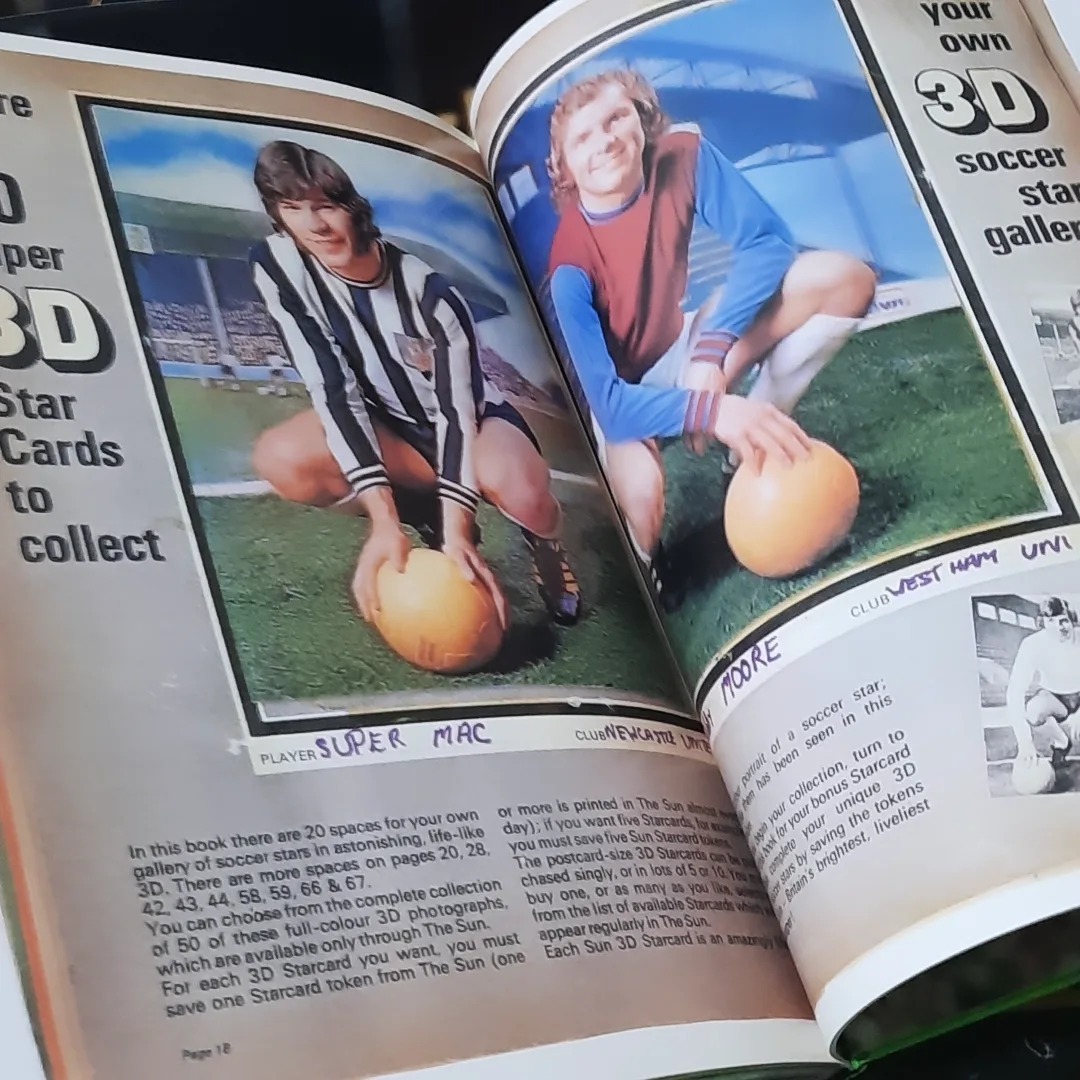 3D
Star
Cards
to
collect
PLAYER SUPER MAC
CLUB NEWCASTLE
In this book there are 20 spaces for your own
gallery of soccer stars in astonishing, life-like
3D. There are more spaces on pages 20, 28,
42, 43, 44, 58, 59, 66 & 67.
You can choose from the complete collection
of 50 of these full-colour 3D photographs,
which are available only through The Sun.
For each 3D Starcard you want, you must
save one Starcard token from The Sun (one
or more is printed in The Sun almost
day); if you want five Starcards, for
you must save five Sun Starcard tokens.
The postcard-size 3D Starcards can be
chased singly, or in lots of 5 or 10. You
buy one, or as many as you like,
from the list of available Starcards which
appear regularly in The Sun.
Each Sun 3D Starcard is an
Page 18
your
own
3D
soccer
star
gallery
MOORE
CLUB WEST HAM UNI
portrait of a soccer star;
them has been seen in this
your collection, turn to
book for your bonus Starcard
complete your unique 3D
stars by saving the tokens
Britain's brightest, liveliest